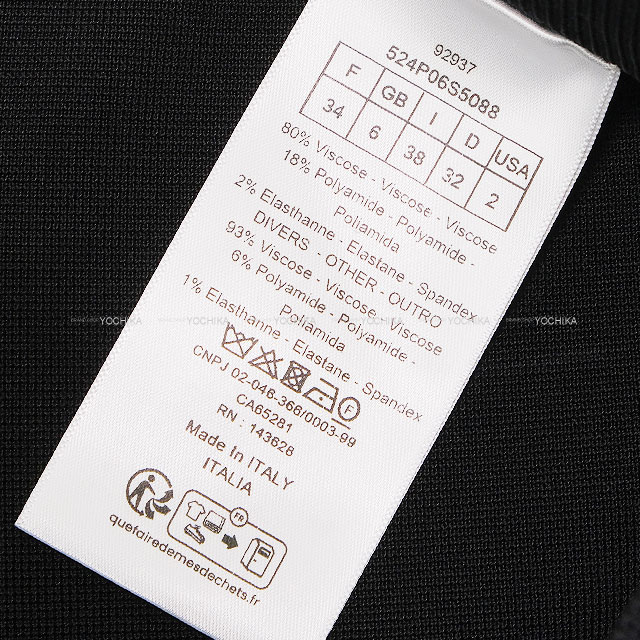 92937
524P06S5088
F GB I D USA
34 6 38 32 2
80% Viscose - Viscose - Viscose
18% Polyamide - Polyamide -
Poliamida
2% Elasthanne - Elastane - Spandex
DIVERS - OTHER - OUTRO
93% Viscose - Viscose - Viscose
6% Polyamide - Polyamide -
Poliamida
1% Elasthanne - Elastane - Spandex
F
CNPJ 02-046-366/0003-99
CA65281
RN : 143628
Made In ITALY
ITALIA
FR
quefairedemesdechets.fr
YOCHIKA YOCHIKA YOCHIKA